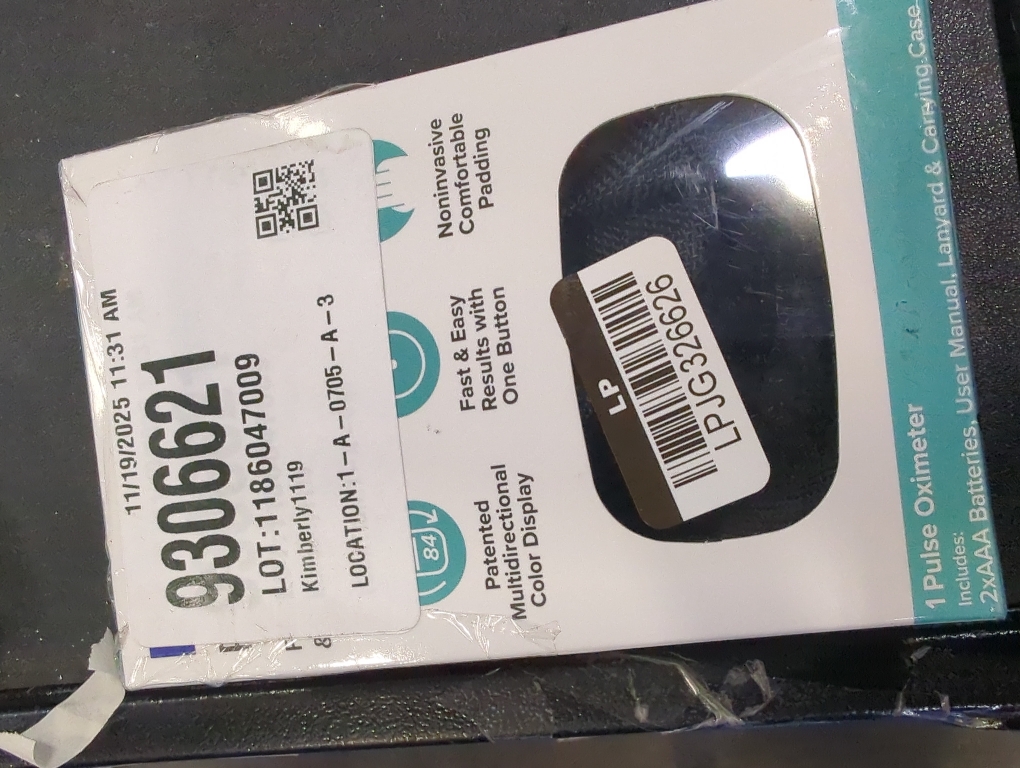 11/19/2025 11:31 AM
9306621
LOT:1186047009
Kimberly1119
LOCATION:1-A-0705-A-3
&
84
Patented
Multidirectional
Color Display
Fast & Easy
Results with
One Button
Noninvasive
Comfortable
Padding
LP
LPJG326626
1 Pulse Oximeter
Includes:
2xAAA Batteries, User Manual, Lanyard & Carrying Case